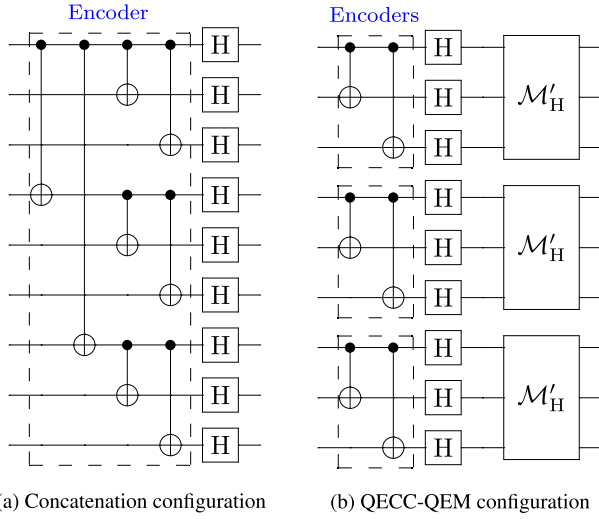 Encoder
Encoders
H H
H H M′H
H H
H H
H H M′H
H H
H H
H H M′H
H H
a) Concatenation configuration
(b) QECC-QEM configuration